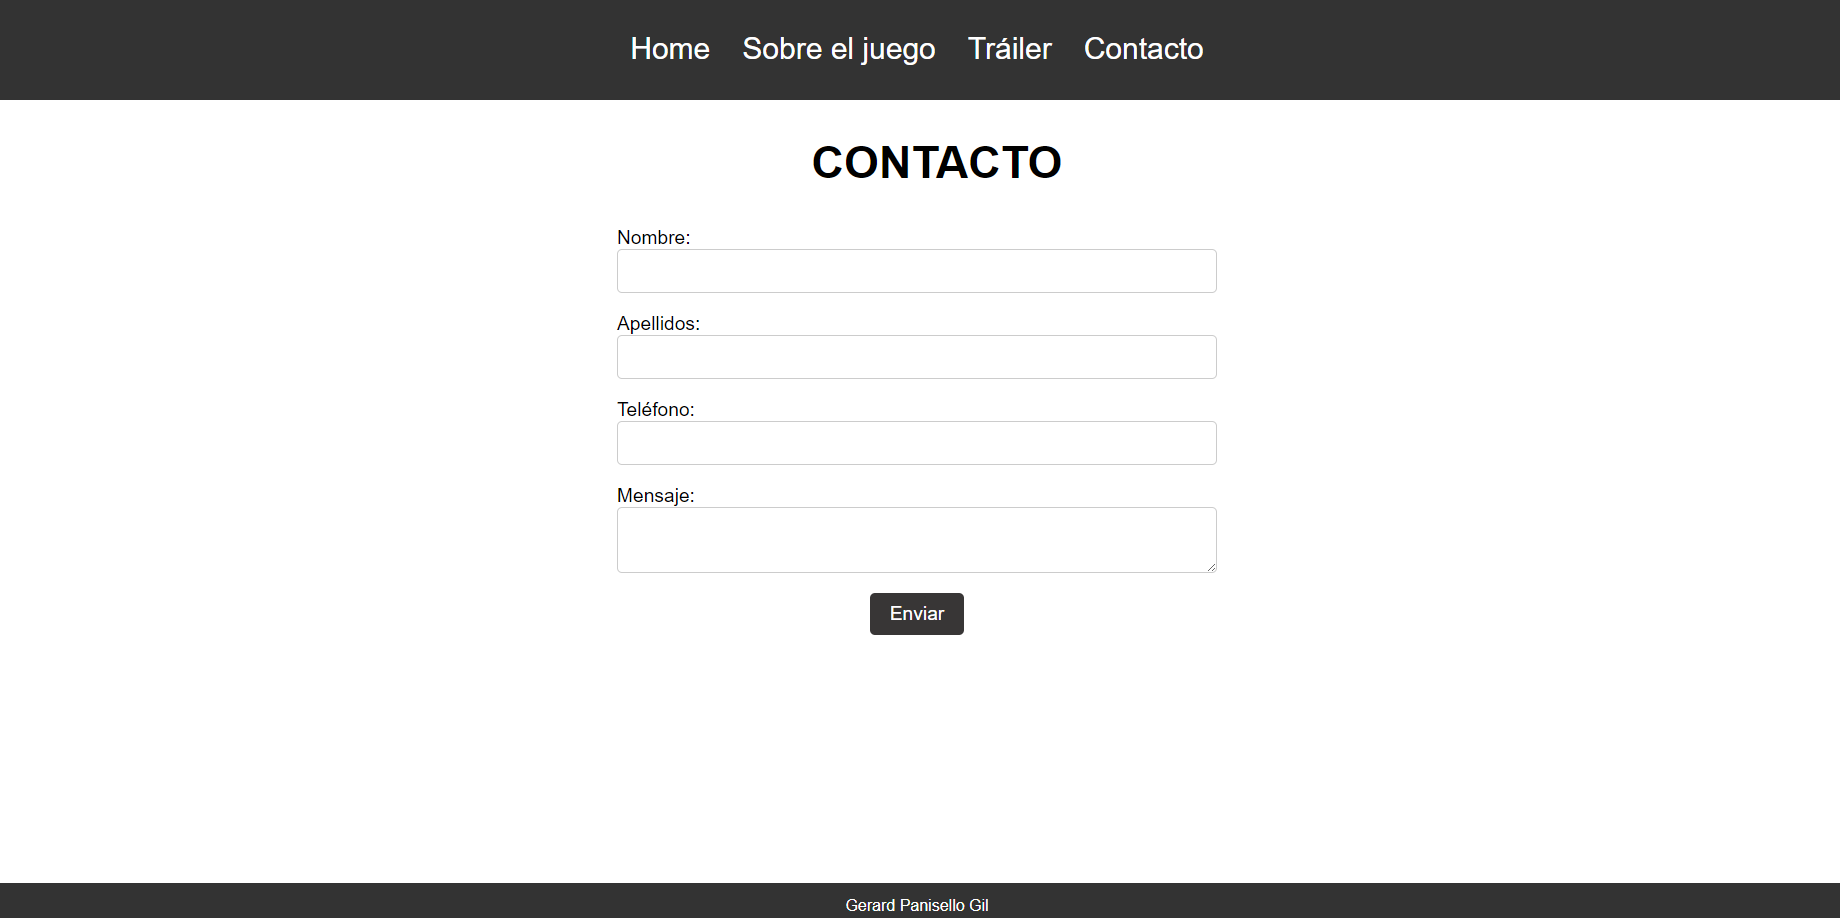 Home Sobre el juego Tráiler Contacto
CONTACTO
Nombre:
Apellidos:
Teléfono:
Mensaje:
Enviar
Gerard Panisello Gil